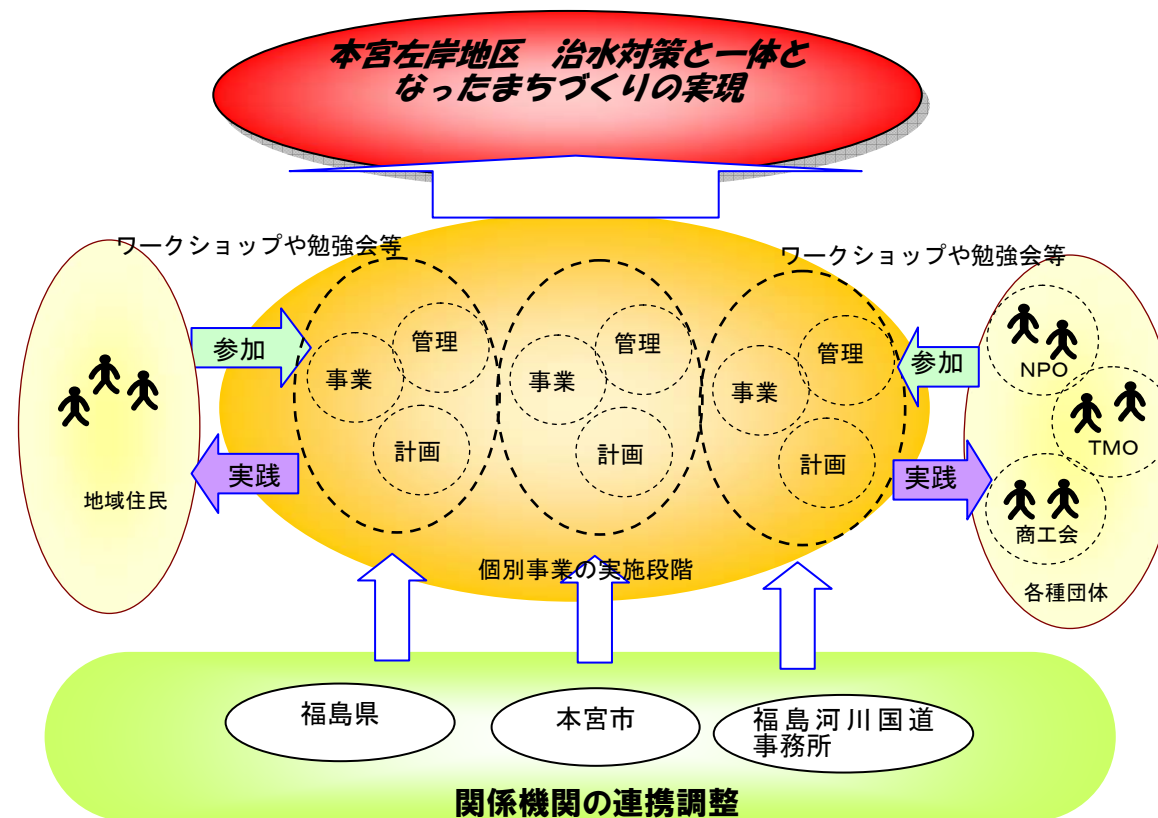 本宮左岸地区　治水対策と一体と
なったまちづくりの実現
ワークショップや勉強会等
ワークショップや勉強会等
参加
実践
地域住民
事業
管理
計画
事業
管理
計画
事業
管理
計画
参加
実践
NPO
TMO
商工会
各種団体
個別事業の実施段階
福島県
本宮市
福島河川国道
事務所
関係機関の連携調整